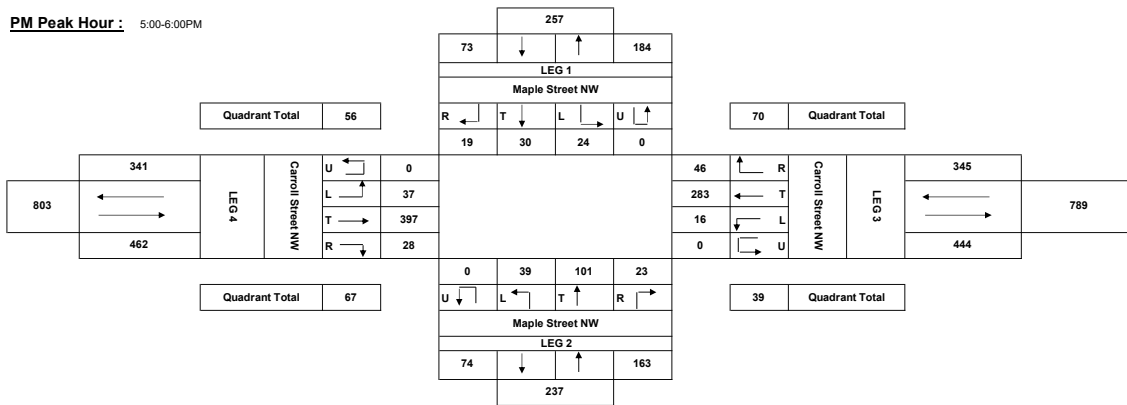 PM Peak Hour : 5:00-6:00PM
257
73 184
LEG 1
Maple Street NW
Quadrant Total 56
R T L U
70 Quadrant Total
19 30 24 0
341
U 0
46 R
345
803
LEG 4
Carroll Street NW
L 37
283 T
Carroll Street NW
LEG 3
789
T 397
16 L
462
R 28
0 U
444
0 39 101 23
Quadrant Total 67
U L T R
39 Quadrant Total
Maple Street NW
LEG 2
74 163
237